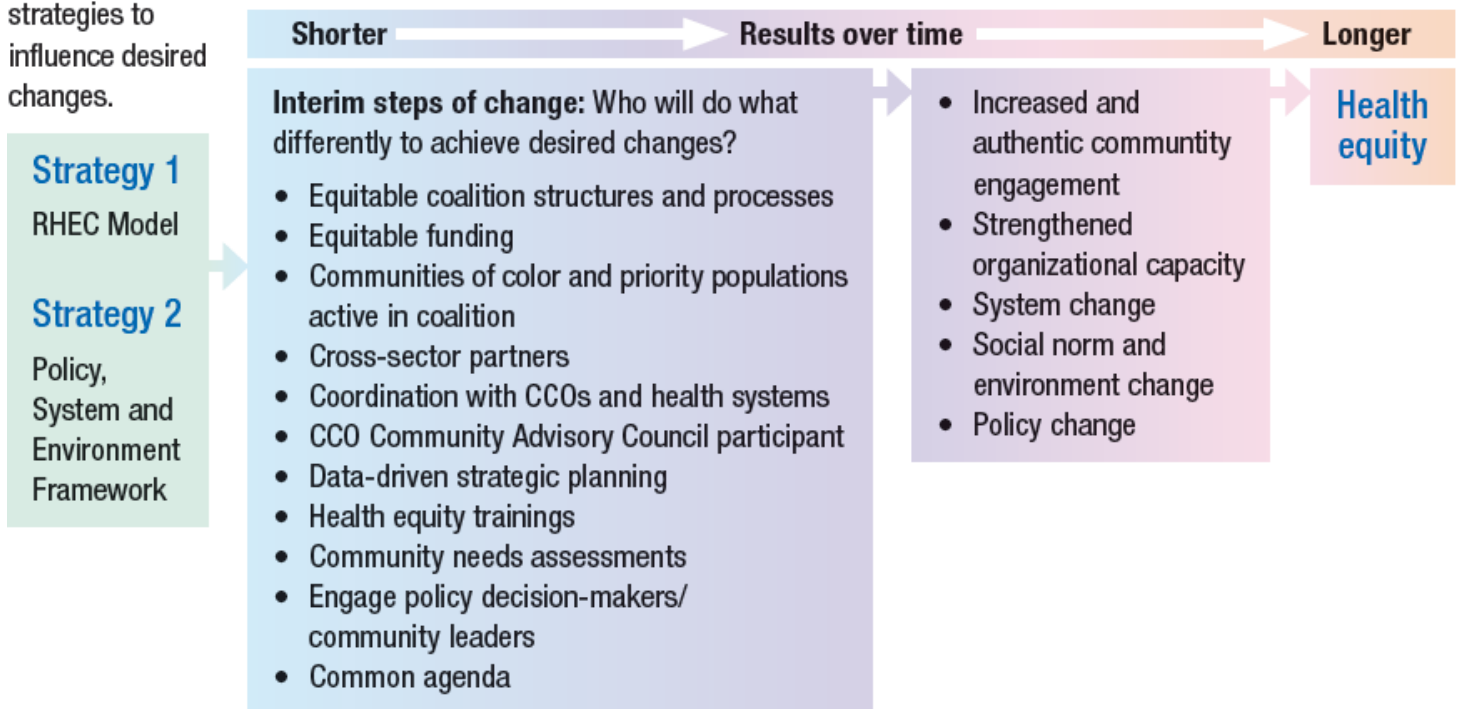 strategies to
influence desired
changes.
Strategy 1
RHEC Model
Strategy 2
Policy,
System and
Environment
Framework
Shorter Results over time Longer
Interim steps of change: Who will do what
differently to achieve desired changes?
• Equitable coalition structures and processes
• Equitable funding
• Communities of color and priority populations
active in coalition
• Cross-sector partners
• Coordination with CCOs and health systems
• CCO Community Advisory Council participant
• Data-driven strategic planning
• Health equity trainings
• Community needs assessments
• Engage policy decision-makers/
community leaders
• Common agenda
• Increased and
authentic communtity
engagement
• Strengthened
organizational capacity
• System change
• Social norm and
environment change
• Policy change
Health
equity